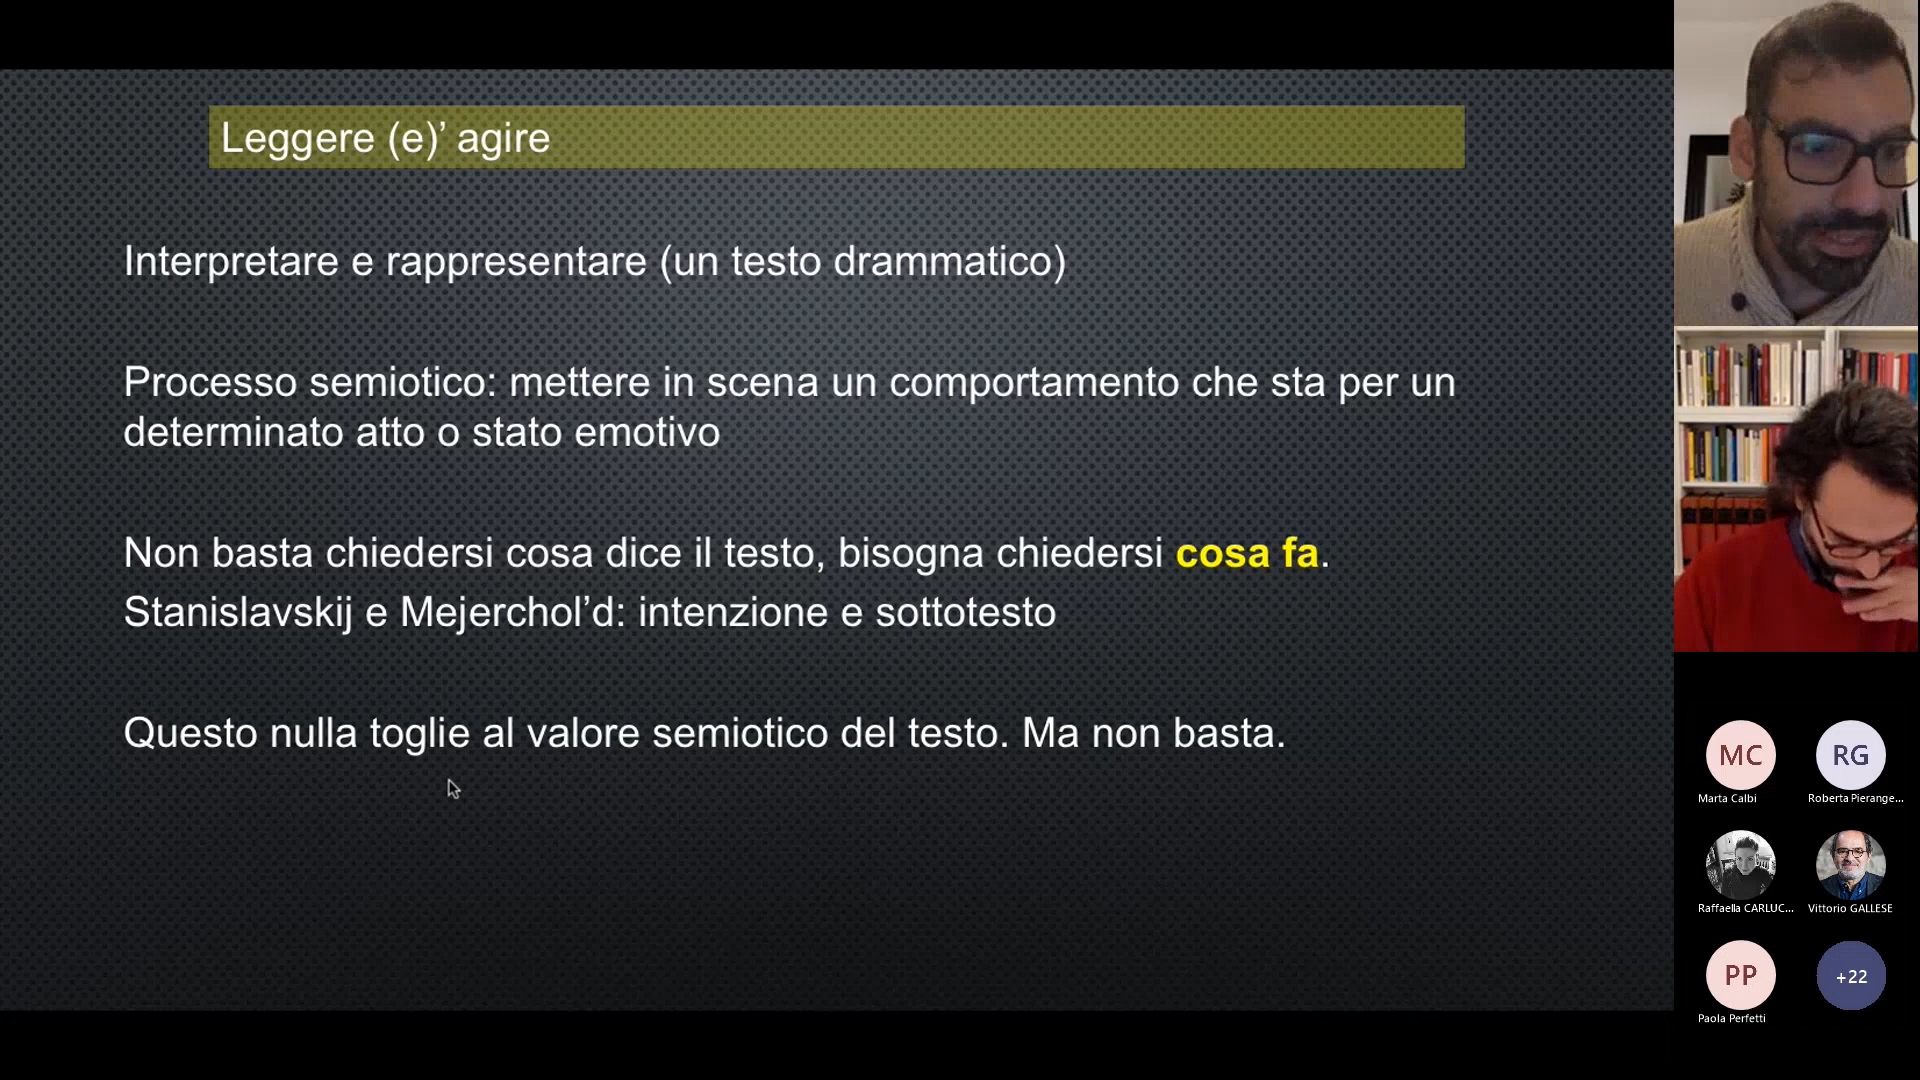 Leggere (e)’ agire
Interpretare e rappresentare (un testo drammatico)
Processo semiotico: mettere in scena un comportamento che sta per un
determinato atto o stato emotivo
Non basta chiedersi cosa dice il testo, bisogna chiedersi cosa fa.
Stanislavskij e Mejerchol’d: intenzione e sottotesto
Questo nulla toglie al valore semiotico del testo. Ma non basta.
MC
RG
Marta Calbi
Roberta Pierange...
Raffaella CARLUC...
Vittorio GALLESE
PP
+22
Paola Perfetti